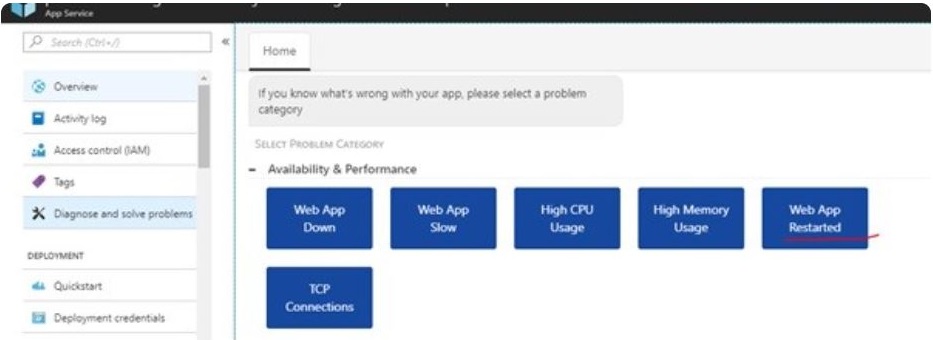 App Service
Search (Ctrl+/)
«
Overview
Activity log
Access control (IAM)
Tags
Diagnose and solve problems
DEPLOYMENT
Quickstart
Deployment credentials
Home
If you know what's wrong with your app, please select a problem
category
SELECT PROBLEM CATEGORY
− Availability & Performance
Web App
Down
Web App
Slow
High CPU
Usage
High Memory
Usage
Web App
Restarted
TCP
Connections